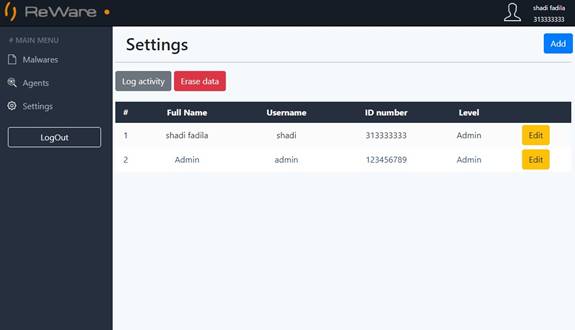 ReWare
shadi fadila
313333333
# MAIN MENU
Malwares
Agents
Settings
LogOut
Settings
Add
Log activity
Erase data
# Full Name Username ID number Level
1 shadi fadila shadi 313333333 Admin Edit
2 Admin admin 123456789 Admin Edit